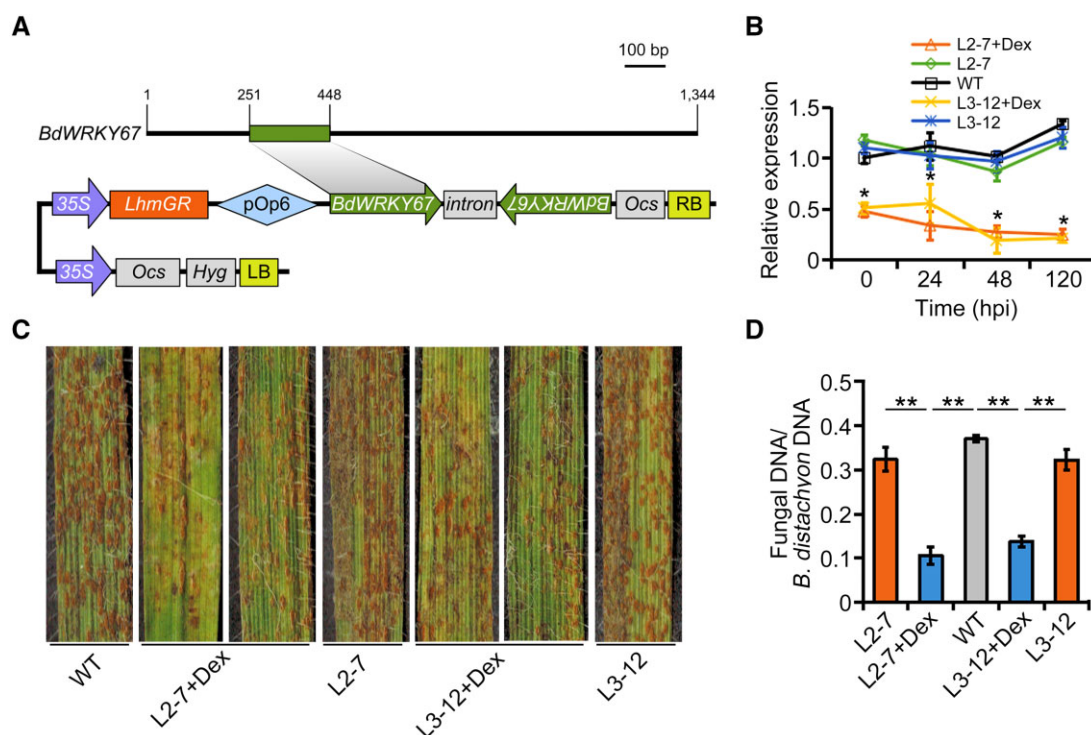 A
100 bp
1 251 448 1,344
BdWRKY67
35S LhmGR pOp6 BdWRKY67 intron BdWRKY67 Ocs RB
35S Ocs Hyg LB
B
L2-7+Dex
L2-7
WT
L3-12+Dex
L3-12
Relative expression
1.5
1.0
0.5
0
* * * *
0 24 48 120
Time (hpi)
C
WT L2-7+Dex L2-7 L3-12+Dex L3-12
D
Fungal DNA/
B. distachyon DNA
0.5
0.4
0.3
0.1
0
** ** ** **
L2-7 L2-7+Dex WT L3-12+Dex L3-12